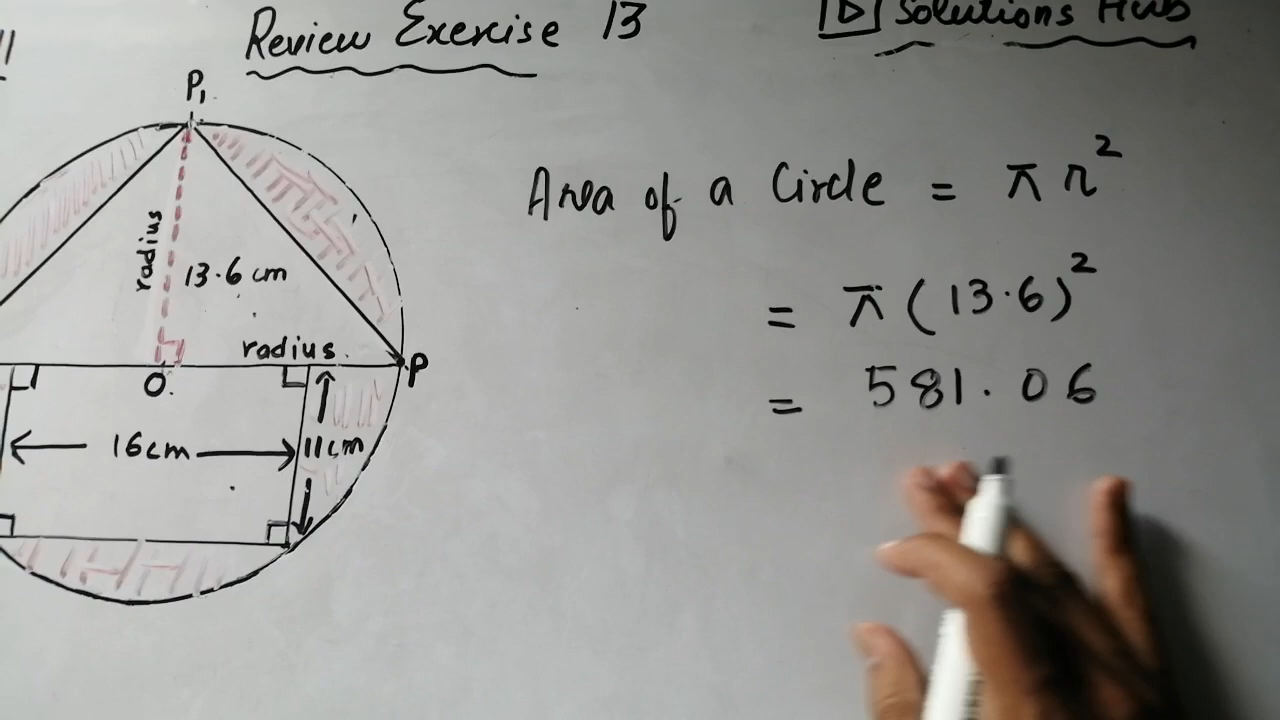 Review Exercise 13
Solutions Hub
P₁
Area of a Circle = πr²
radius
13.6 cm
= π(13.6)²
radius.
O.
P
= 581.06
16cm
11cm